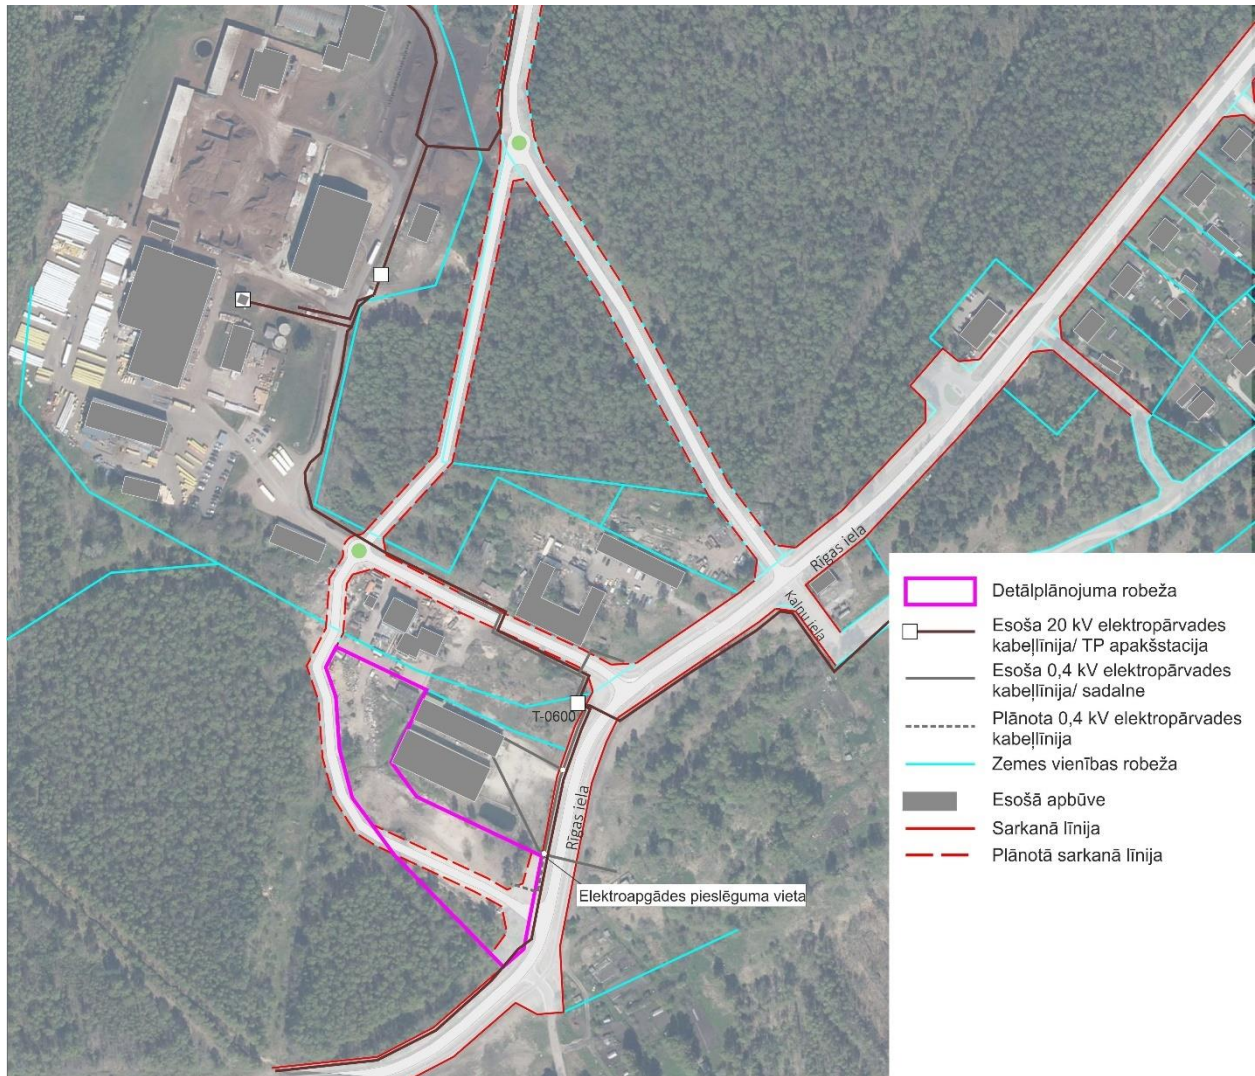 Rīgas iela
kalņu iela
T-0600
Rīgas iela
Elektroapgādes pieslēguma vieta
Detālplānojuma robeža
Esoša 20 kV elektropārvades
kabeļlīnija/ TP apakšstacija
Esoša 0,4 kV elektropārvades
kabeļlīnija/ sadalne
Plānota 0,4 kV elektropārvades
kabeļlīnija
Zemes vienības robeža
Esošā apbūve
Sarkanā līnija
Plānotā sarkanā līnija